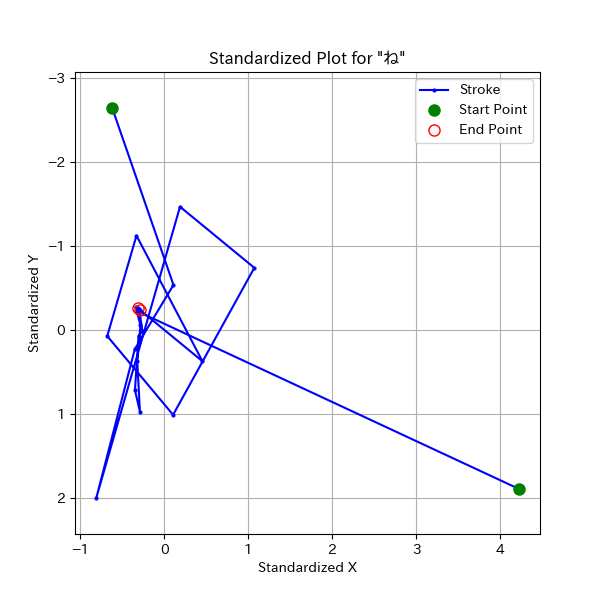 Standardized Plot for "ね"
Stroke
Start Point
End Point
Standardized Y
−3
−2
−1
0
1
2
−1 0 1 2 3 4
Standardized X